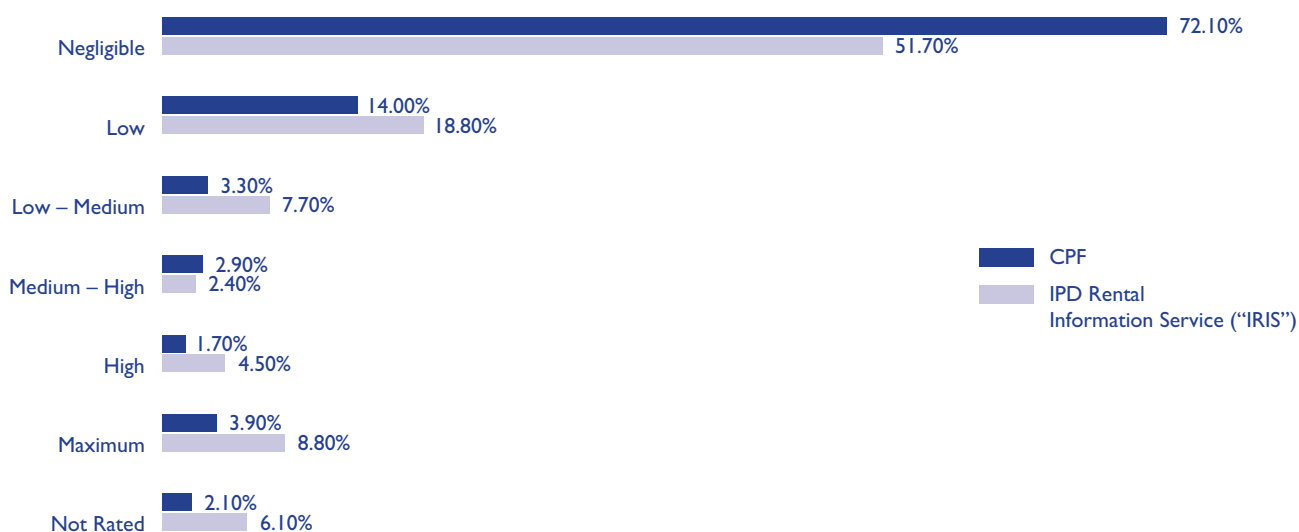 72.10%
Negligible
51.70%
14.00%
Low
18.80%
3.30%
Low – Medium
7.70%
2.90%
Medium – High
2.40%
1.70%
High
4.50%
3.90%
Maximum
8.80%
2.10%
Not Rated
6.10%
CPF
IPD Rental
Information Service (“IRIS”)